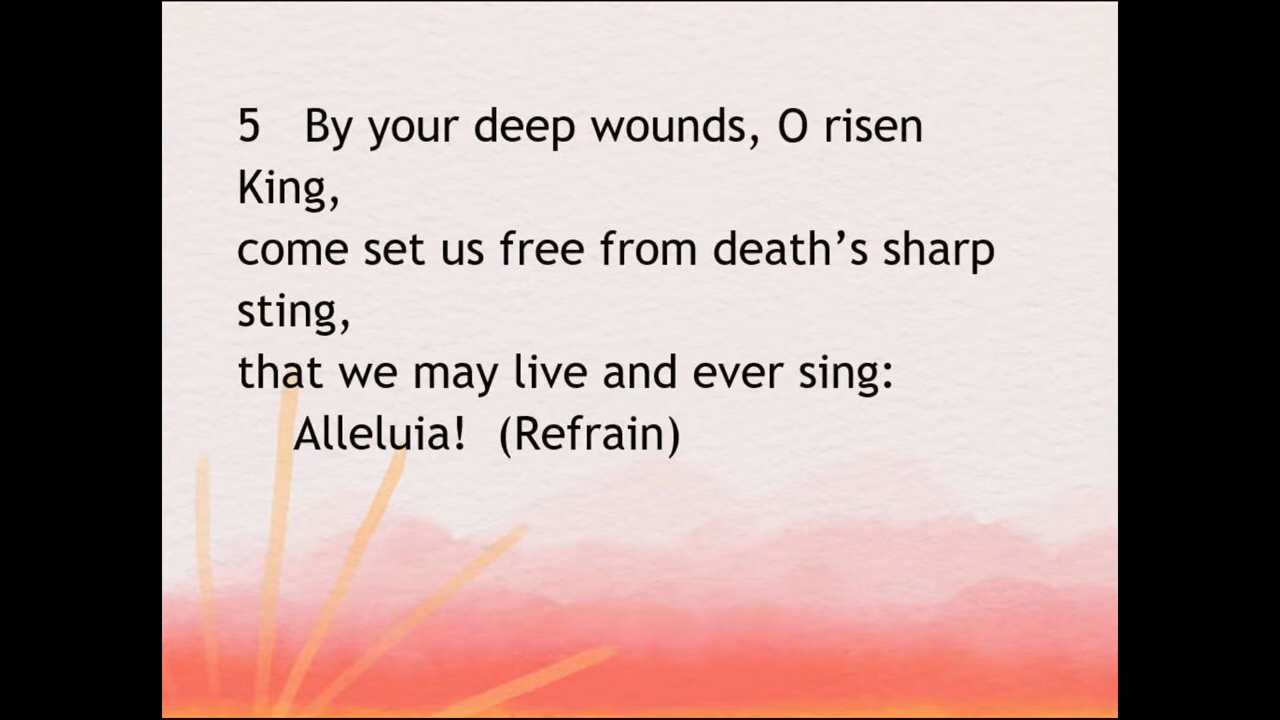 5   By your deep wounds, O risen
King,
come set us free from death’s sharp
sting,
that we may live and ever sing:
Alleluia!  (Refrain)